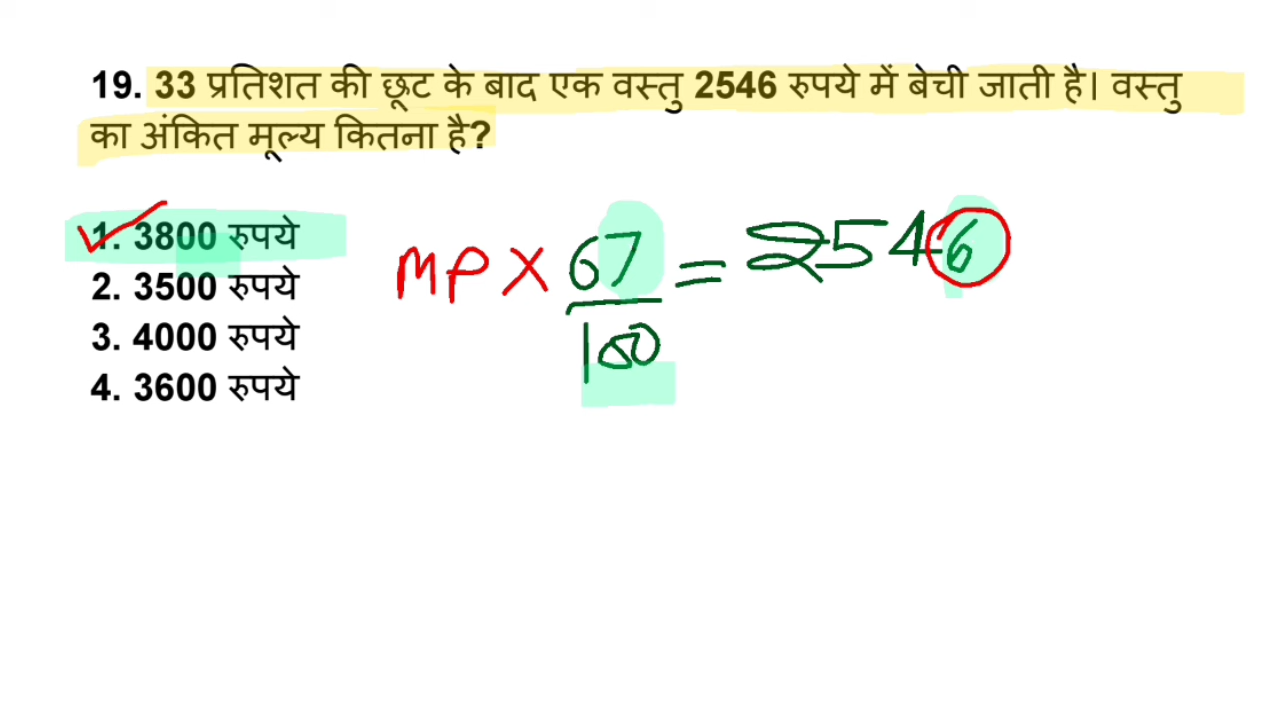 19. 33 प्रतिशत की छूट के बाद एक वस्तु 2546 रुपये में बेची जाती है। वस्तु
का अंकित मूल्य कितना है?
1. 3800 रुपये
2. 3500 रुपये
3. 4000 रुपये
4. 3600 रुपये
MP X 67/100 = 2546